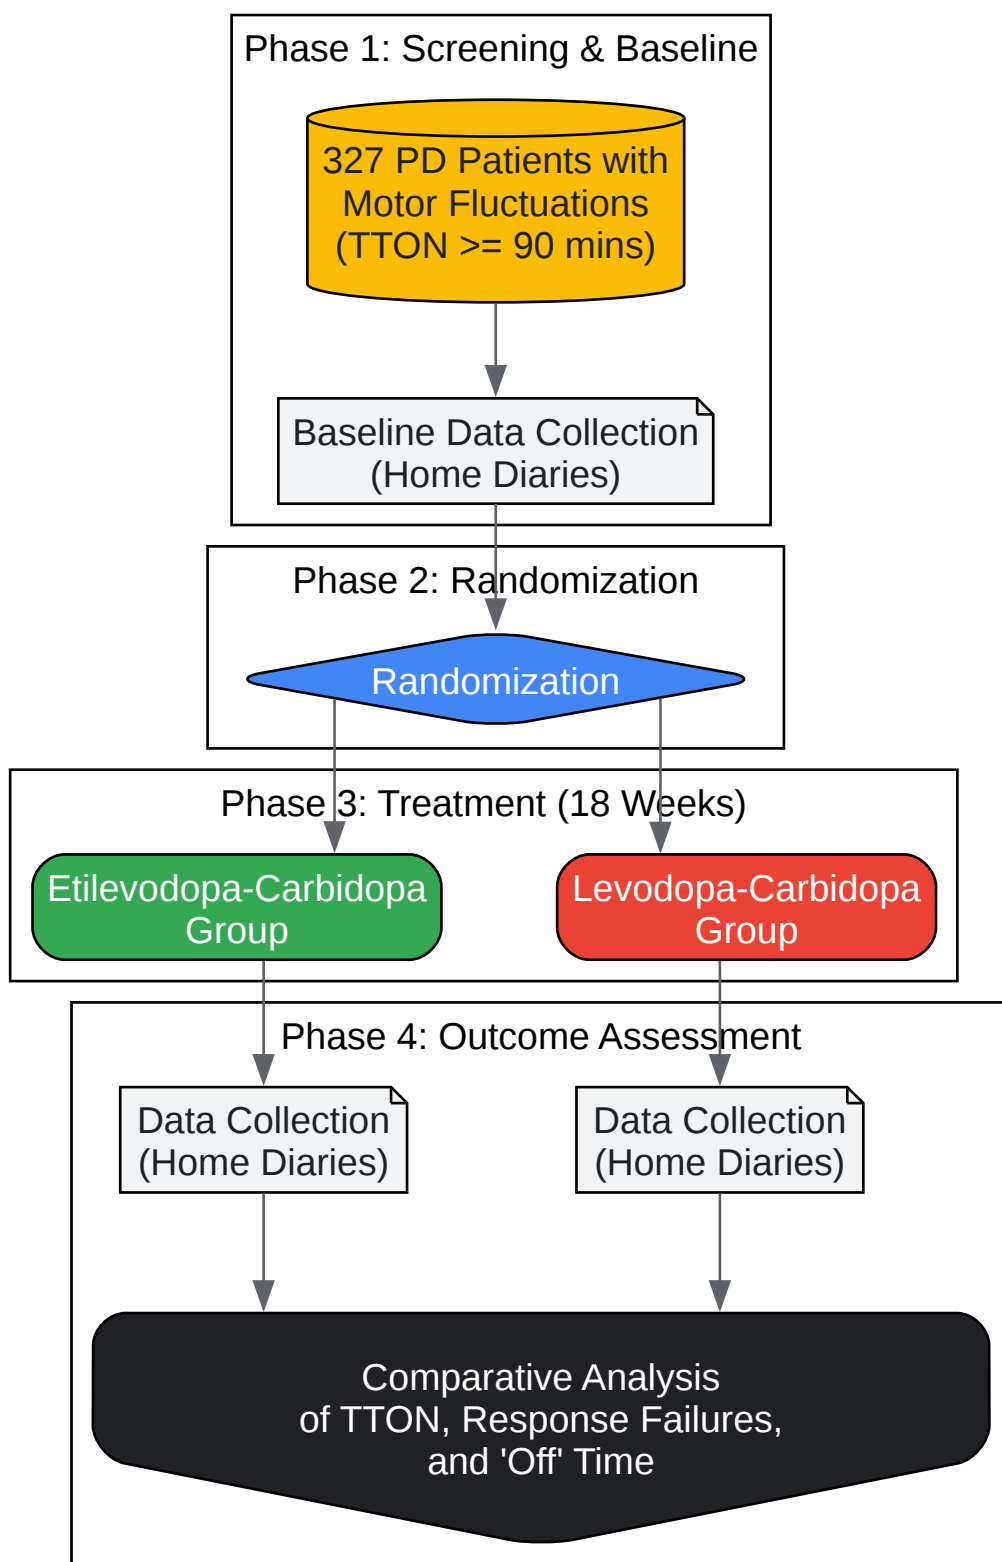 Phase 1: Screening & Baseline
327 PD Patients with
Motor Fluctuations
(TTON >= 90 mins)
Baseline Data Collection
(Home Diaries)
Phase 2: Randomization
Randomization
Phase 3: Treatment (18 Weeks)
Etilevodopa-Carbidopa
Group
Levodopa-Carbidopa
Group
Phase 4: Outcome Assessment
Data Collection
(Home Diaries)
Data Collection
(Home Diaries)
Comparative Analysis
of TTON, Response Failures,
and 'Off' Time